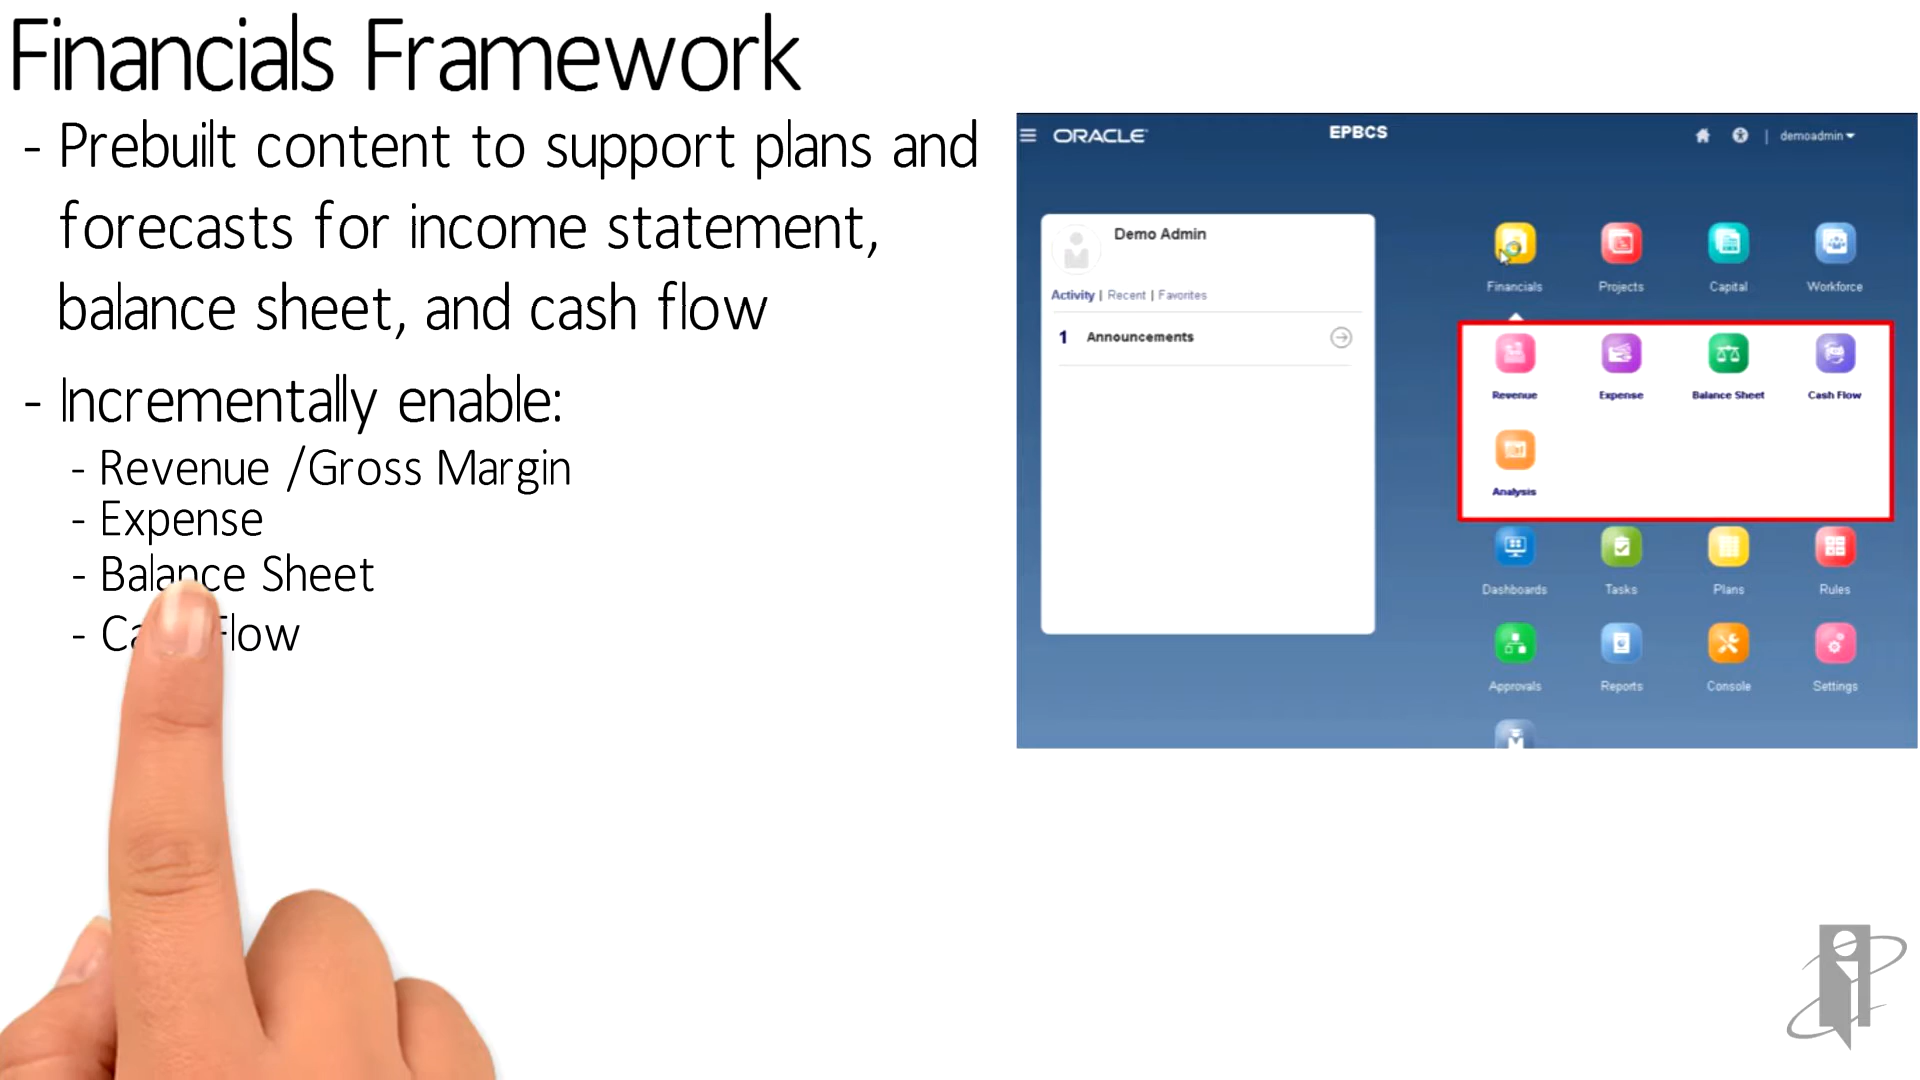 Financials Framework
- Prebuilt content to support plans and
forecasts for income statement,
balance sheet, and cash flow
- Incrementally enable:
- Revenue /Gross Margin
- Expense
- Balance Sheet
- Flow
ORACLE
EPBCS
demoadmin
Demo Admin
Activity | Recent | Favorites
1 Announcements
Financials Projects Capital Workforce
Revenue Expense Balance Sheet Cash Flow
Analysis
Dashboards Tasks Plans Rules
Approvals Reports Console Settings